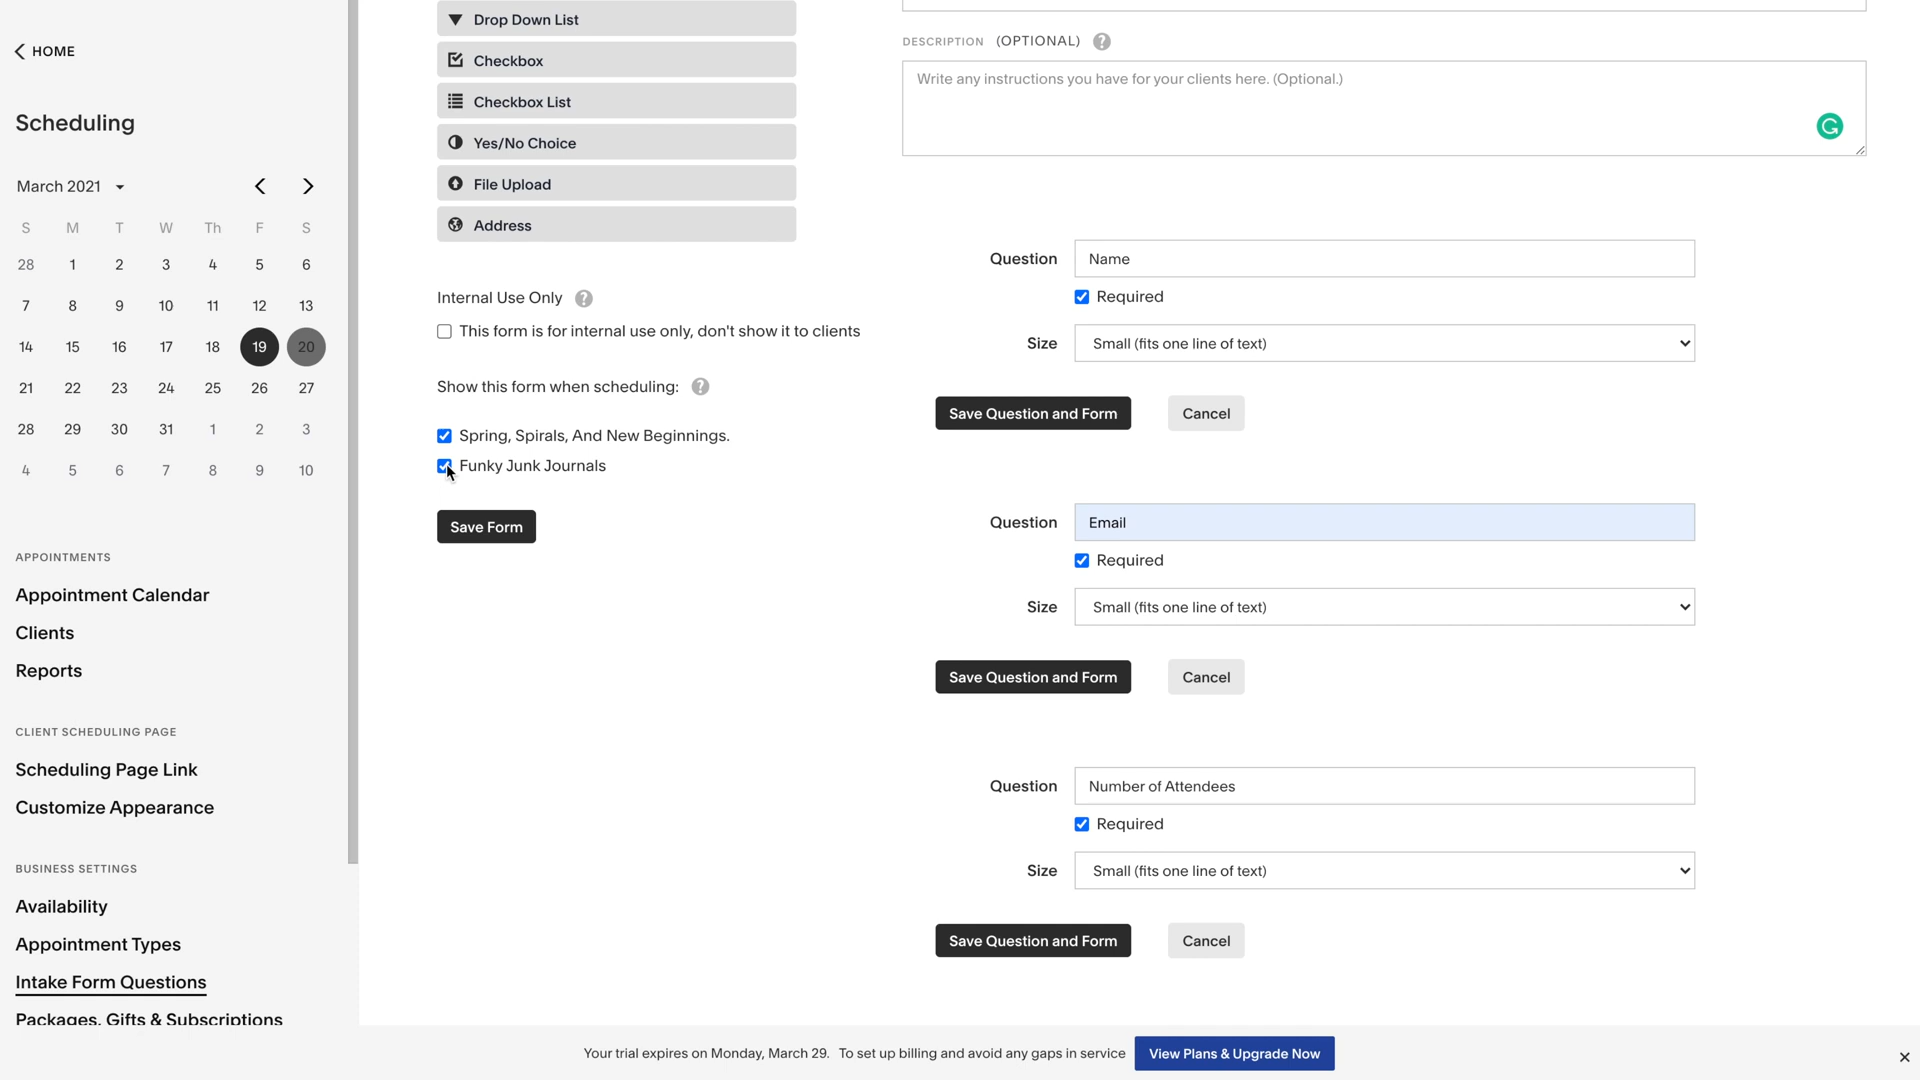 HOME
Scheduling
March 2021
S M T W Th F S
28 1 2 3 4 5 6
7 8 9 10 11 12 13
14 15 16 17 18 19 20
21 22 23 24 25 26 27
28 29 30 31 1 2 3
4 5 6 7 8 9 10
APPOINTMENTS
Appointment Calendar
Clients
Reports
CLIENT SCHEDULING PAGE
Scheduling Page Link
Customize Appearance
BUSINESS SETTINGS
Availability
Appointment Types
Intake Form Questions
Packages, Gifts & Subscriptions
Drop Down List
Checkbox
Checkbox List
Yes/No Choice
File Upload
Address
Internal Use Only ?
This form is for internal use only, don't show it to clients
Show this form when scheduling: ?
Spring, Spirals, And New Beginnings.
Funky Junk Journals
Save Form
DESCRIPTION (OPTIONAL) ?
Write any instructions you have for your clients here. (Optional.)
Question Name
Required
Size Small (fits one line of text)
Save Question and Form Cancel
Question Email
Required
Size Small (fits one line of text)
Save Question and Form Cancel
Question Number of Attendees
Required
Size Small (fits one line of text)
Save Question and Form Cancel
Your trial expires on Monday, March 29. To set up billing and avoid any gaps in service View Plans & Upgrade Now